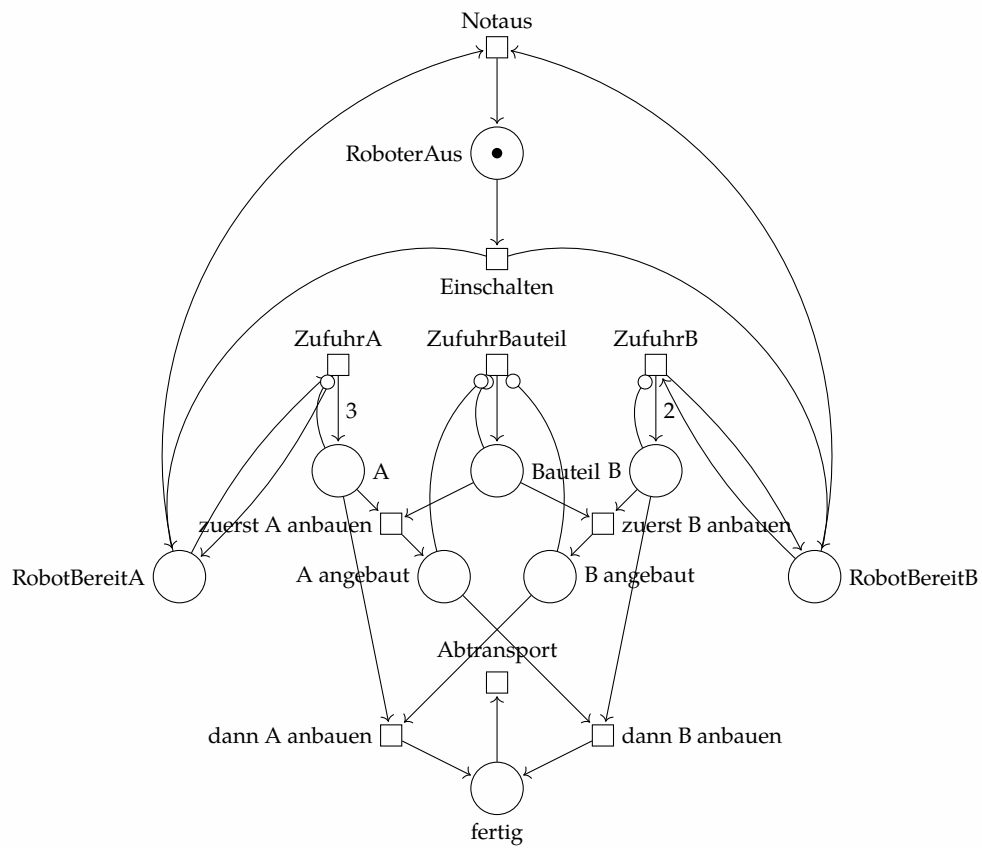 Notaus
RoboterAus
Einschalten
ZufuhrA
ZufuhrBauteil
ZufuhrB
3
2
A
Bauteil
B
zuerst A anbauen
zuerst B anbauen
RobotBereitA
A angebaut
B angebaut
RobotBereitB
Abtransport
dann A anbauen
dann B anbauen
fertig